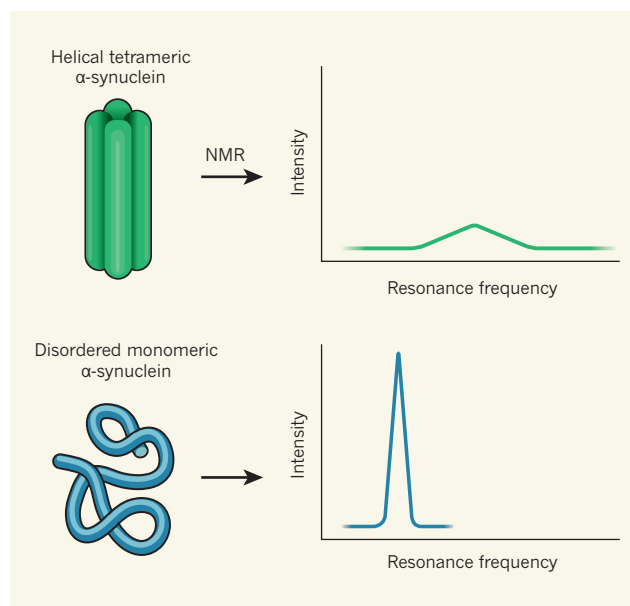 Helical tetrameric
α-synuclein
NMR
Intensity
Resonance frequency
Disordered monomeric
α-synuclein
Intensity
Resonance frequency